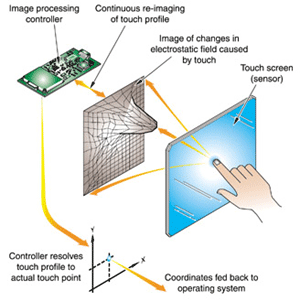 Image processing
controller
Continuous re-imaging
of touch profile
Image of changes in
electrostatic field caused
by touch
Touch screen
(sensor)
Controller resolves
touch profile to
actual touch point
Y
X
Coordinates fed back to
operating system